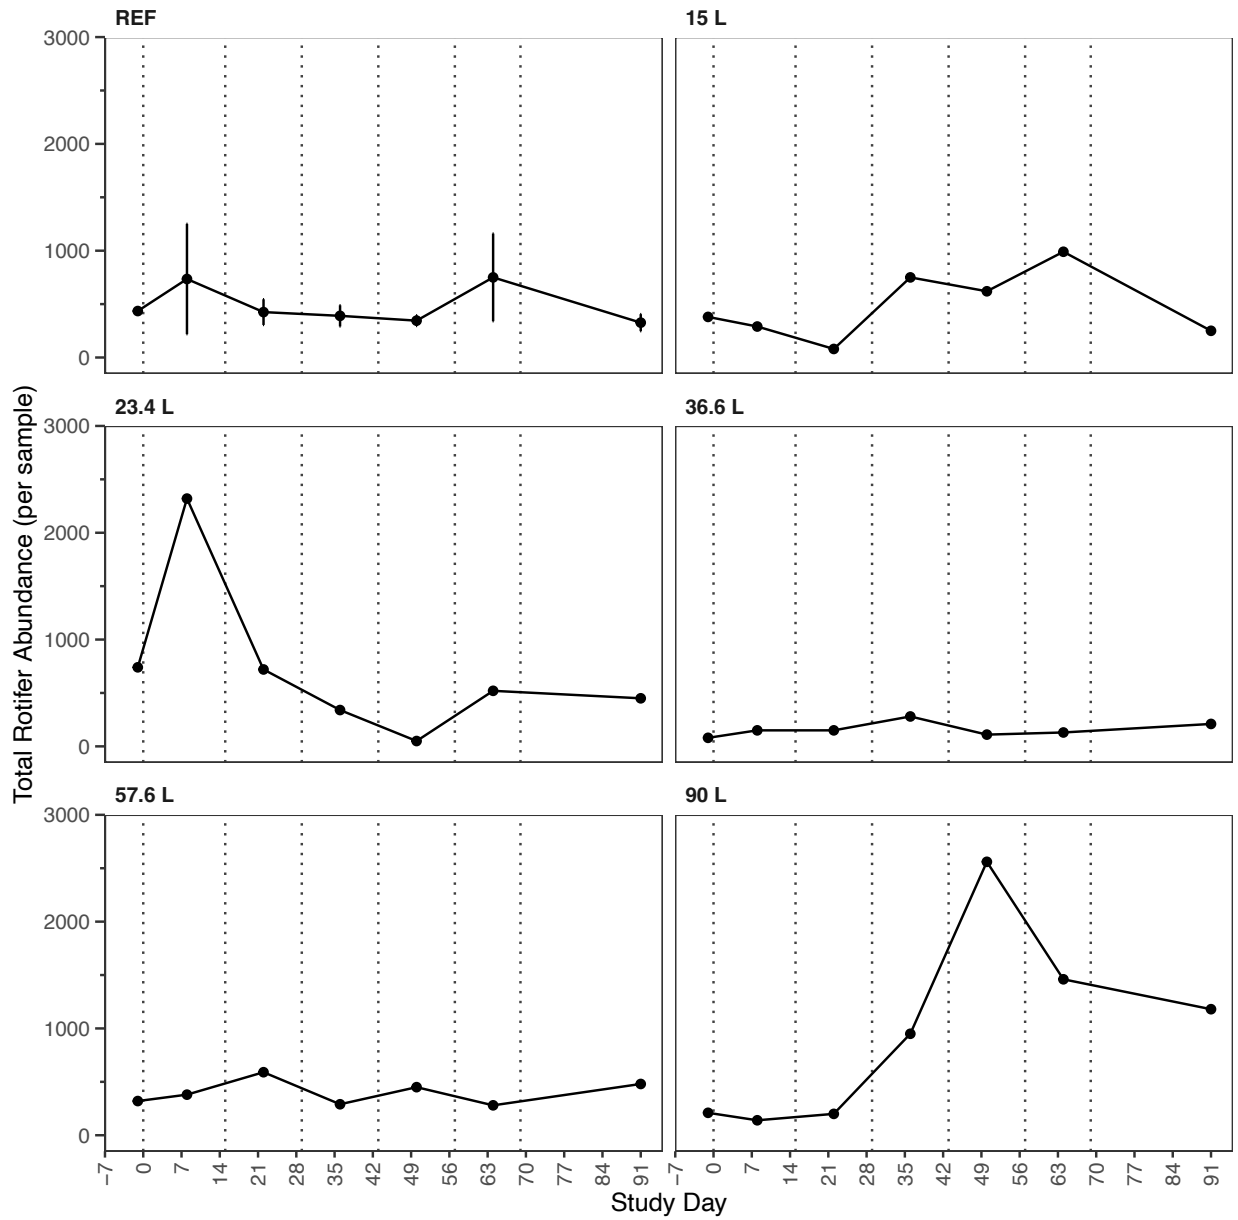 REF
15 L
3000
2000
1000
0
23.4 L
36.6 L
3000
2000
1000
0
Total Rotifer Abundance (per sample)
57.6 L
90 L
3000
2000
1000
0
−7 0 7 14 21 28 35 42 49 56 63 70 77 84 91
−7 0 7 14 21 28 35 42 49 56 63 70 77 84 91
Study Day